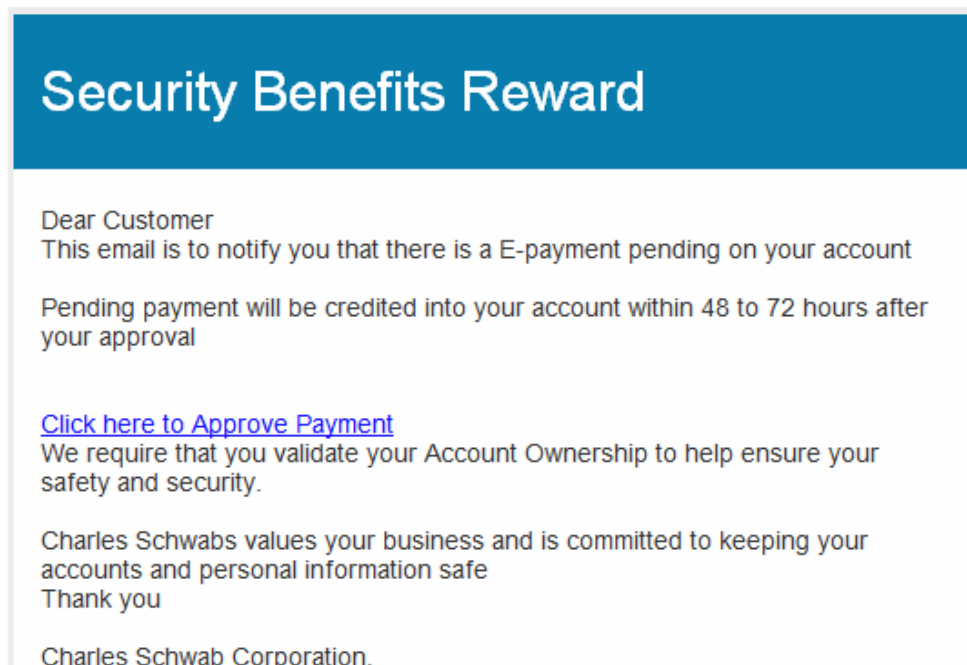 Security Benefits Reward
Dear Customer
This email is to notify you that there is a E-payment pending on your account
Pending payment will be credited into your account within 48 to 72 hours after
your approval
Click here to Approve Payment
We require that you validate your Account Ownership to help ensure your
safety and security.
Charles Schwabs values your business and is committed to keeping your
accounts and personal information safe
Thank you
Charles Schwab Corporation.